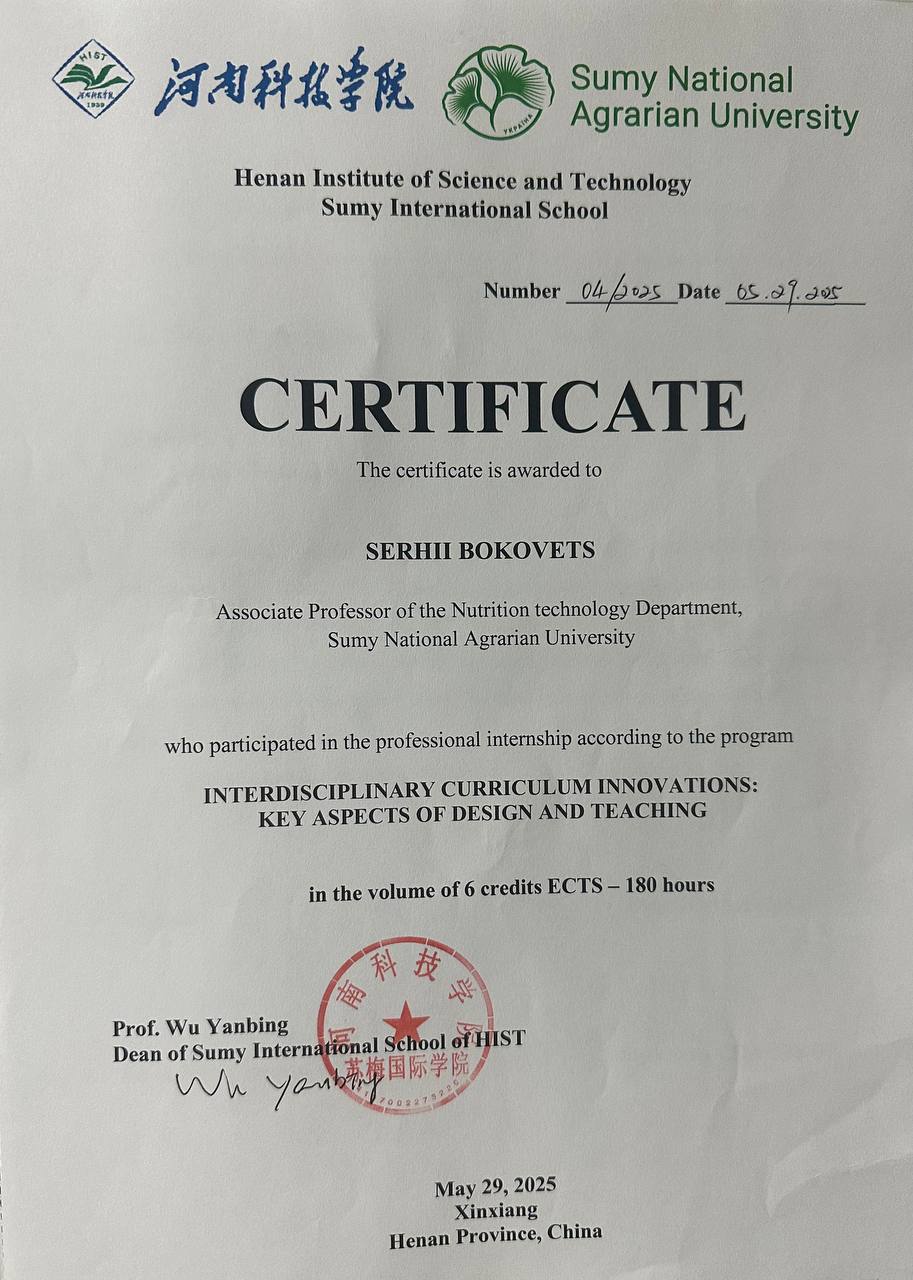 HIST
1939
河南科技学院
УКРАЇНА
Sumy National
Agrarian University
Henan Institute of Science and Technology
Sumy International School
Number 04/2025 Date 05.29.2025
CERTIFICATE
The certificate is awarded to
SERHII BOKOVETS
Associate Professor of the Nutrition technology Department,
Sumy National Agrarian University
who participated in the professional internship according to the program
INTERDISCIPLINARY CURRICULUM INNOVATIONS:
KEY ASPECTS OF DESIGN AND TEACHING
in the volume of 6 credits ECTS – 180 hours
河南科技学院
Prof. Wu Yanbing
Dean of Sumy International School of HIST
苏梅国际学院
Wu Yanbing
May 29, 2025
Xinxiang
Henan Province, China